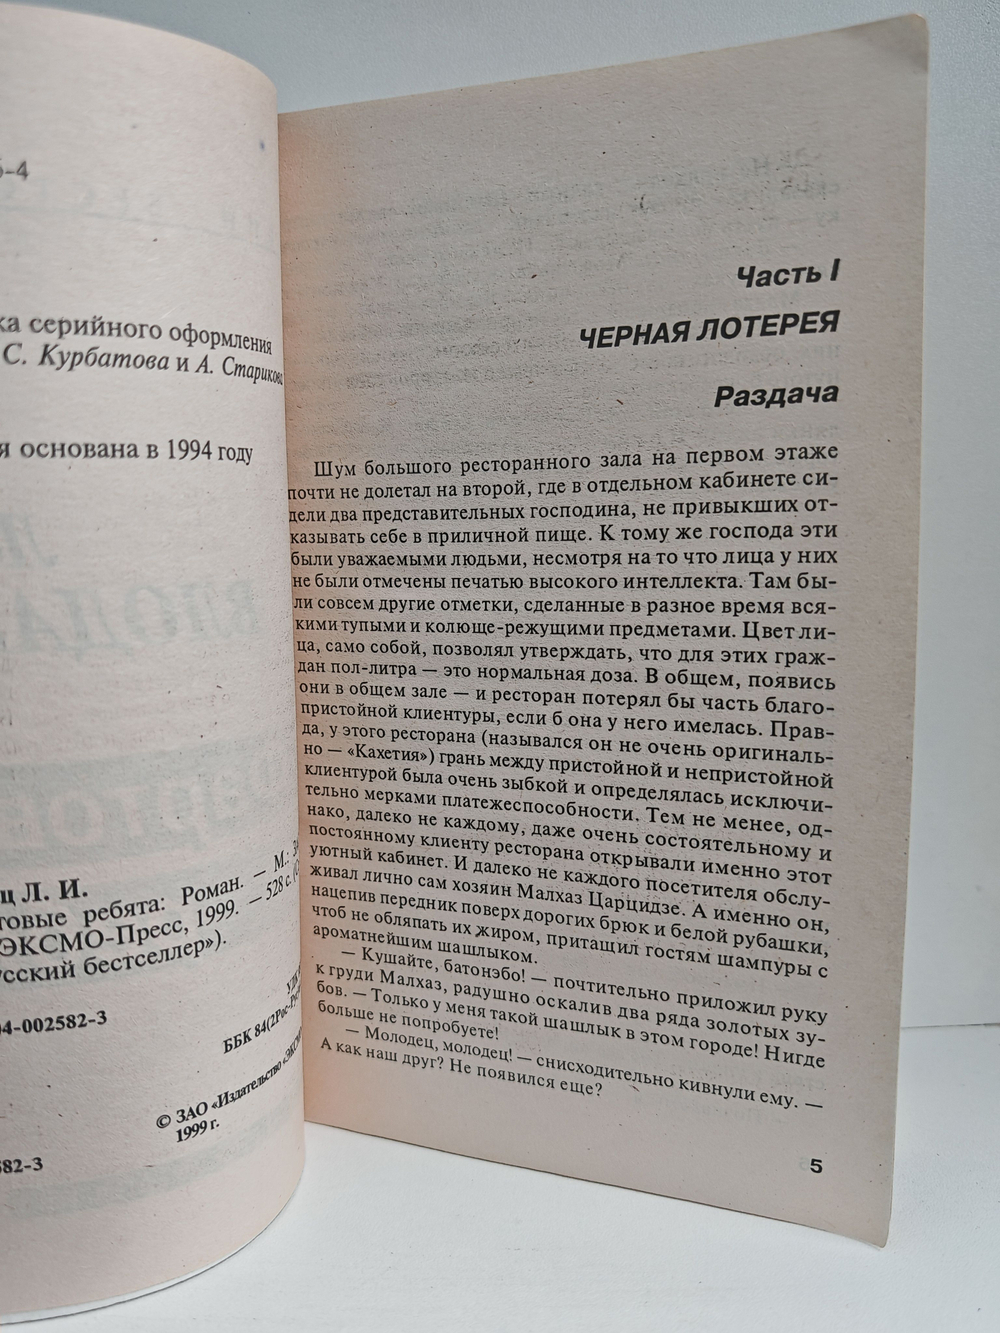 5-4
ка серийного оформления
С. Курбатова и А. Старикова
я основана в 1994 году
ц Л. И.
товые ребята: Роман. — М.:
ЭКСМО-Пресс, 1999. — 528 с.
усский бестселлер»).
04-002582-3
ББК 84(2Рос-Рус)
© ЗАО «Издательство «ЭКСМО
1999 г.
582-3
Часть I
ЧЕРНАЯ ЛОТЕРЕЯ
Раздача
Шум большого ресторанного зала на первом этаже
почти не долетал на второй, где в отдельном кабинете си-
дели два представительных господина, не привыкших от-
казывать себе в приличной пище. К тому же господа эти
были уважаемыми людьми, несмотря на то что лица у них
не были отмечены печатью высокого интеллекта. Там бы-
ли совсем другие отметки, сделанные в разное время вся-
кими тупыми и колюще-режущими предметами. Цвет ли-
ца, само собой, позволял утверждать, что для этих граж-
дан пол-литра — это нормальная доза. В общем, появись
они в общем зале — и ресторан потерял бы часть благо-
пристойной клиентуры, если б она у него имелась. Прав-
да, у этого ресторана (назывался он не очень оригиналь-
но — «Кахетия») грань между пристойной и непристойной
клиентурой была очень зыбкой и определялась исключи-
тельно мерками платежеспособности. Тем не менее, од-
нако, далеко не каждому, даже очень состоятельному и
постоянному клиенту ресторана открывали именно этот
уютный кабинет. И далеко не каждого посетителя обслу-
живал лично сам хозяин Малхаз Царцидзе. А именно он,
нацепив передник поверх дорогих брюк и белой рубашки,
чтоб не обляпать их жиром, притащил гостям шампуры с
ароматнейшим шашлыком.
— Кушайте, батонэбо! — почтительно приложил руку
к груди Малхаз, радушно оскалив два ряда золотых зу-
бов. — Только у меня такой шашлык в этом городе! Нигде
больше не попробуете!
— Молодец, молодец! — снисходительно кивнули ему. —
А как наш друг? Не появился еще?
5